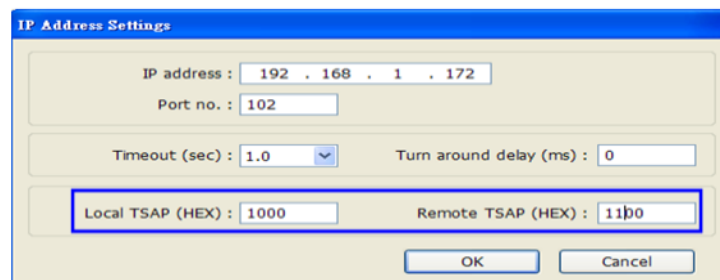 IP Address Settings
IP address : 192 . 168 . 1 . 172
Port no. : 102
Timeout (sec) : 1.0 Turn around delay (ms) : 0
Local TSAP (HEX) : 1000 Remote TSAP (HEX) : 1100
OK Cancel